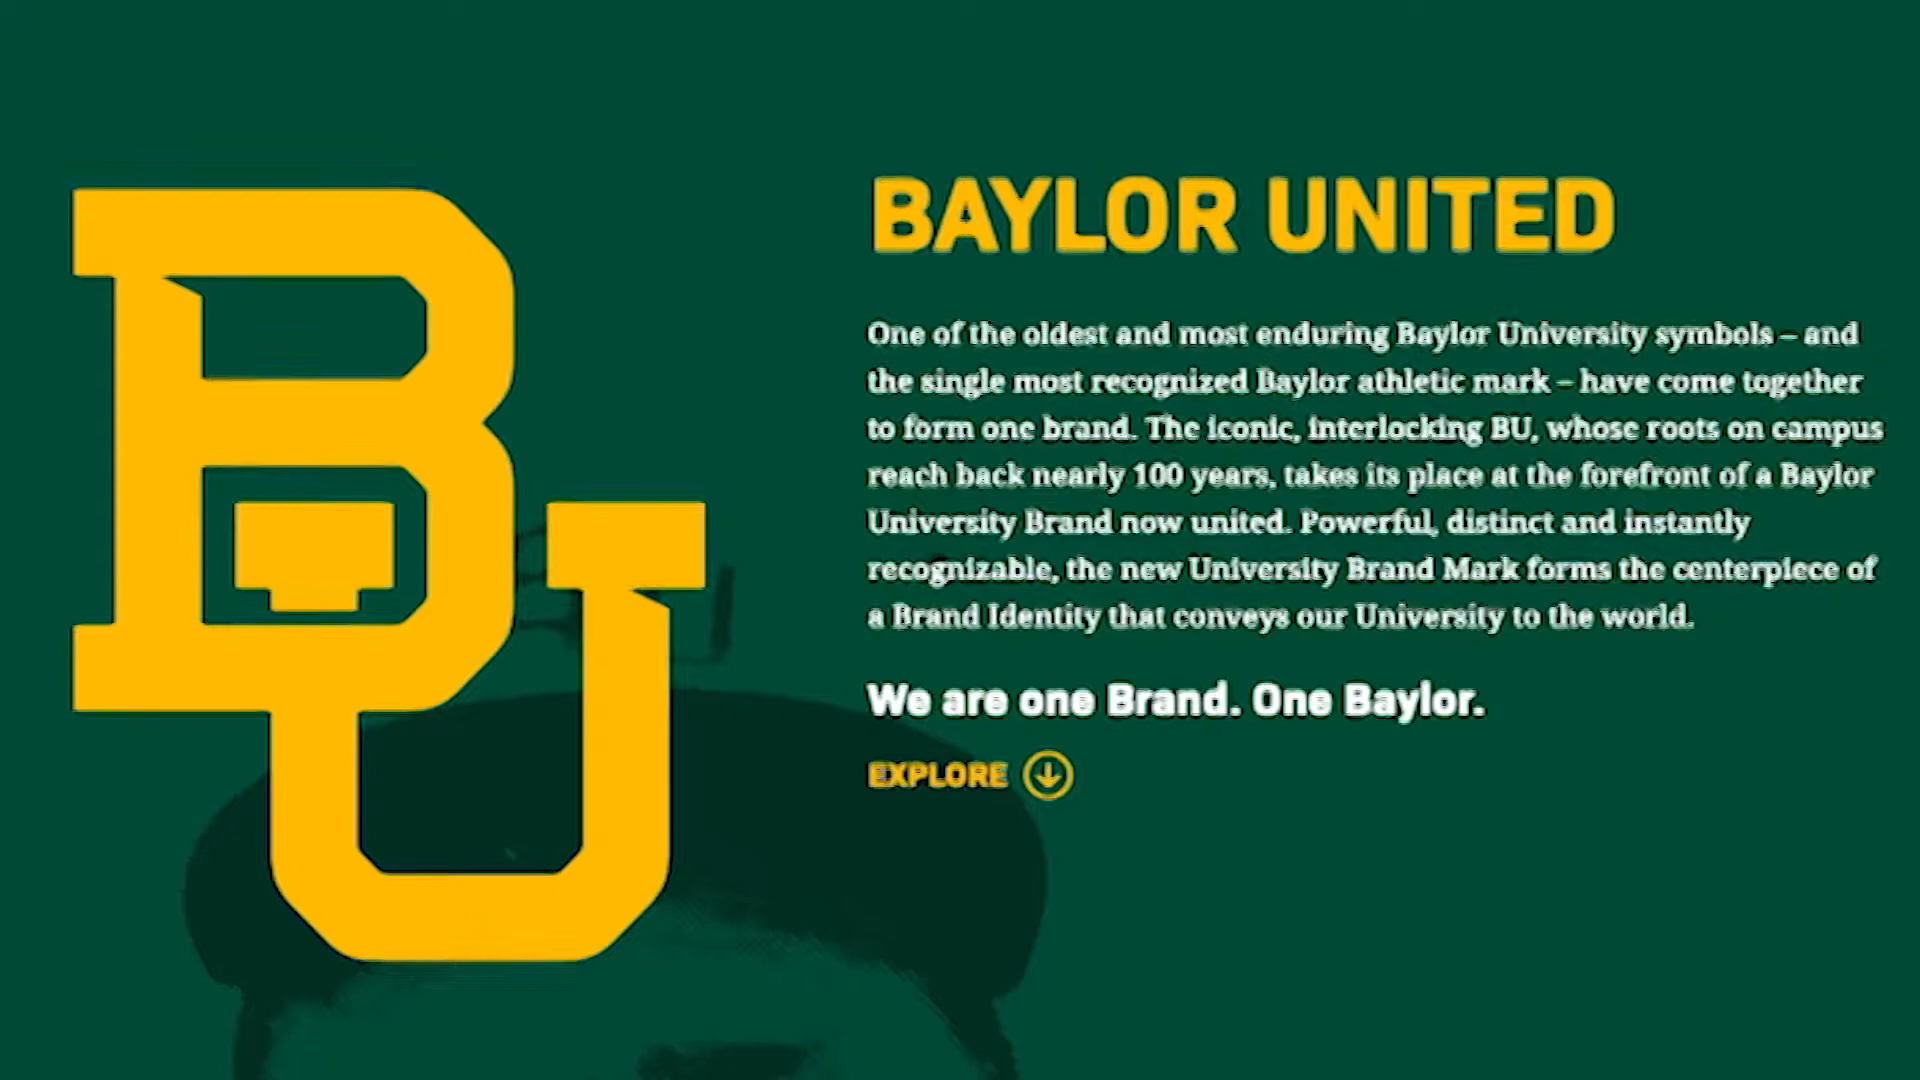 BU
BAYLOR UNITED
One of the oldest and most enduring Baylor University symbols – and
the single most recognized Baylor athletic mark – have come together
to form one brand. The iconic, interlocking BU, whose roots on campus
reach back nearly 100 years, takes its place at the forefront of a Baylor
University Brand now united. Powerful, distinct and instantly
recognizable, the new University Brand Mark forms the centerpiece of
a Brand Identity that conveys our University to the world.
We are one Brand. One Baylor.
EXPLORE